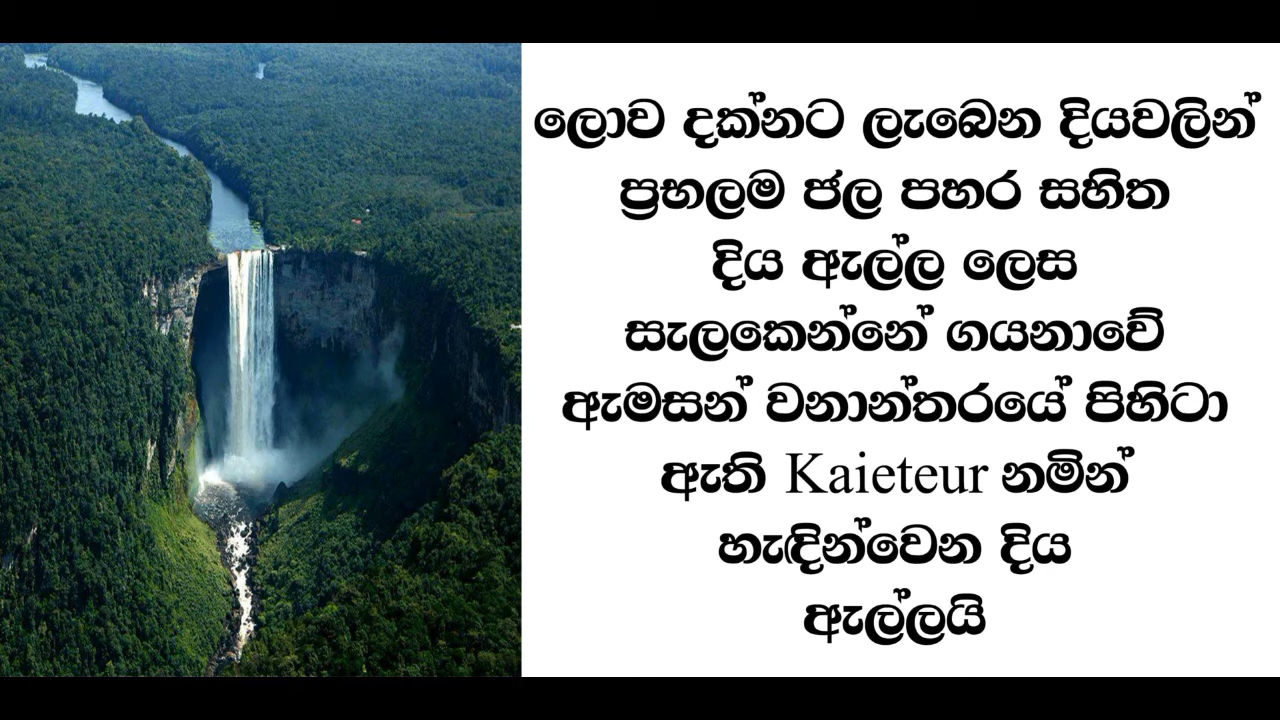 ලොව දක්නට ලැබෙන දියවලින්
ප්‍රභලම ජල පහර සහිත
දිය ඇල්ල ලෙස
සැලකෙන්නේ ගයනාවේ
ඇමසන් වනාන්තරයේ පිහිටා
ඇති Kaieteur නමින්
හැඳින්වෙන දිය
ඇල්ලයි